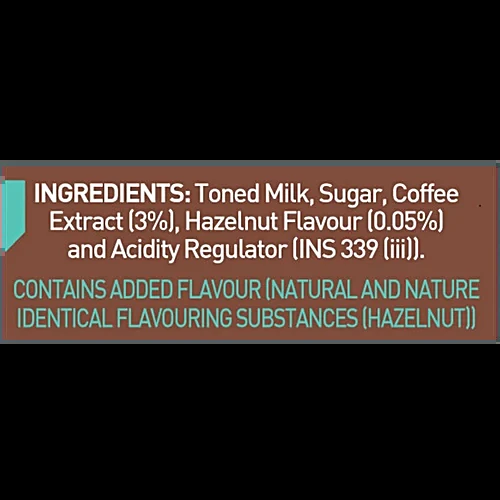 INGREDIENTS: Toned Milk, Sugar, Coffee
Extract (3%), Hazelnut Flavour (0.05%)
and Acidity Regulator (INS 339 (iii)).
CONTAINS ADDED FLAVOUR (NATURAL AND NATURE
IDENTICAL FLAVOURING SUBSTANCES (HAZELNUT))